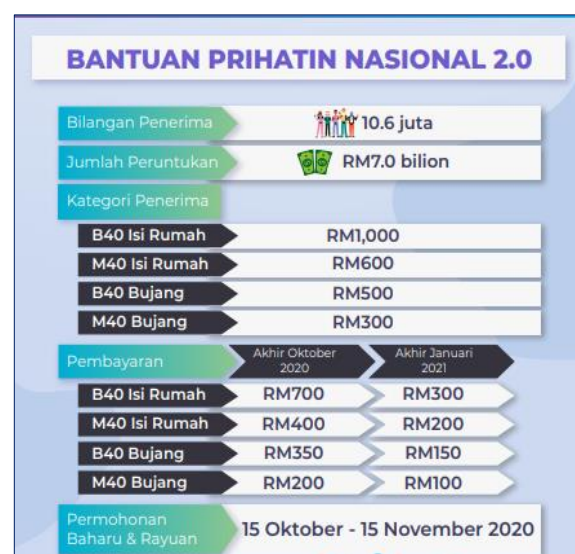 BANTUAN PRIHATIN NASIONAL 2.0
Bilangan Penerima 10.6 juta
Jumlah Peruntukan RM7.0 bilion
Kategori Penerima
B40 Isi Rumah RM1,000
M40 Isi Rumah RM600
B40 Bujang RM500
M40 Bujang RM300
Pembayaran Akhir Oktober 2020 Akhir Januari 2021
B40 Isi Rumah RM700 RM300
M40 Isi Rumah RM400 RM200
B40 Bujang RM350 RM150
M40 Bujang RM200 RM100
Permohonan
Baharu & Rayuan 15 Oktober - 15 November 2020